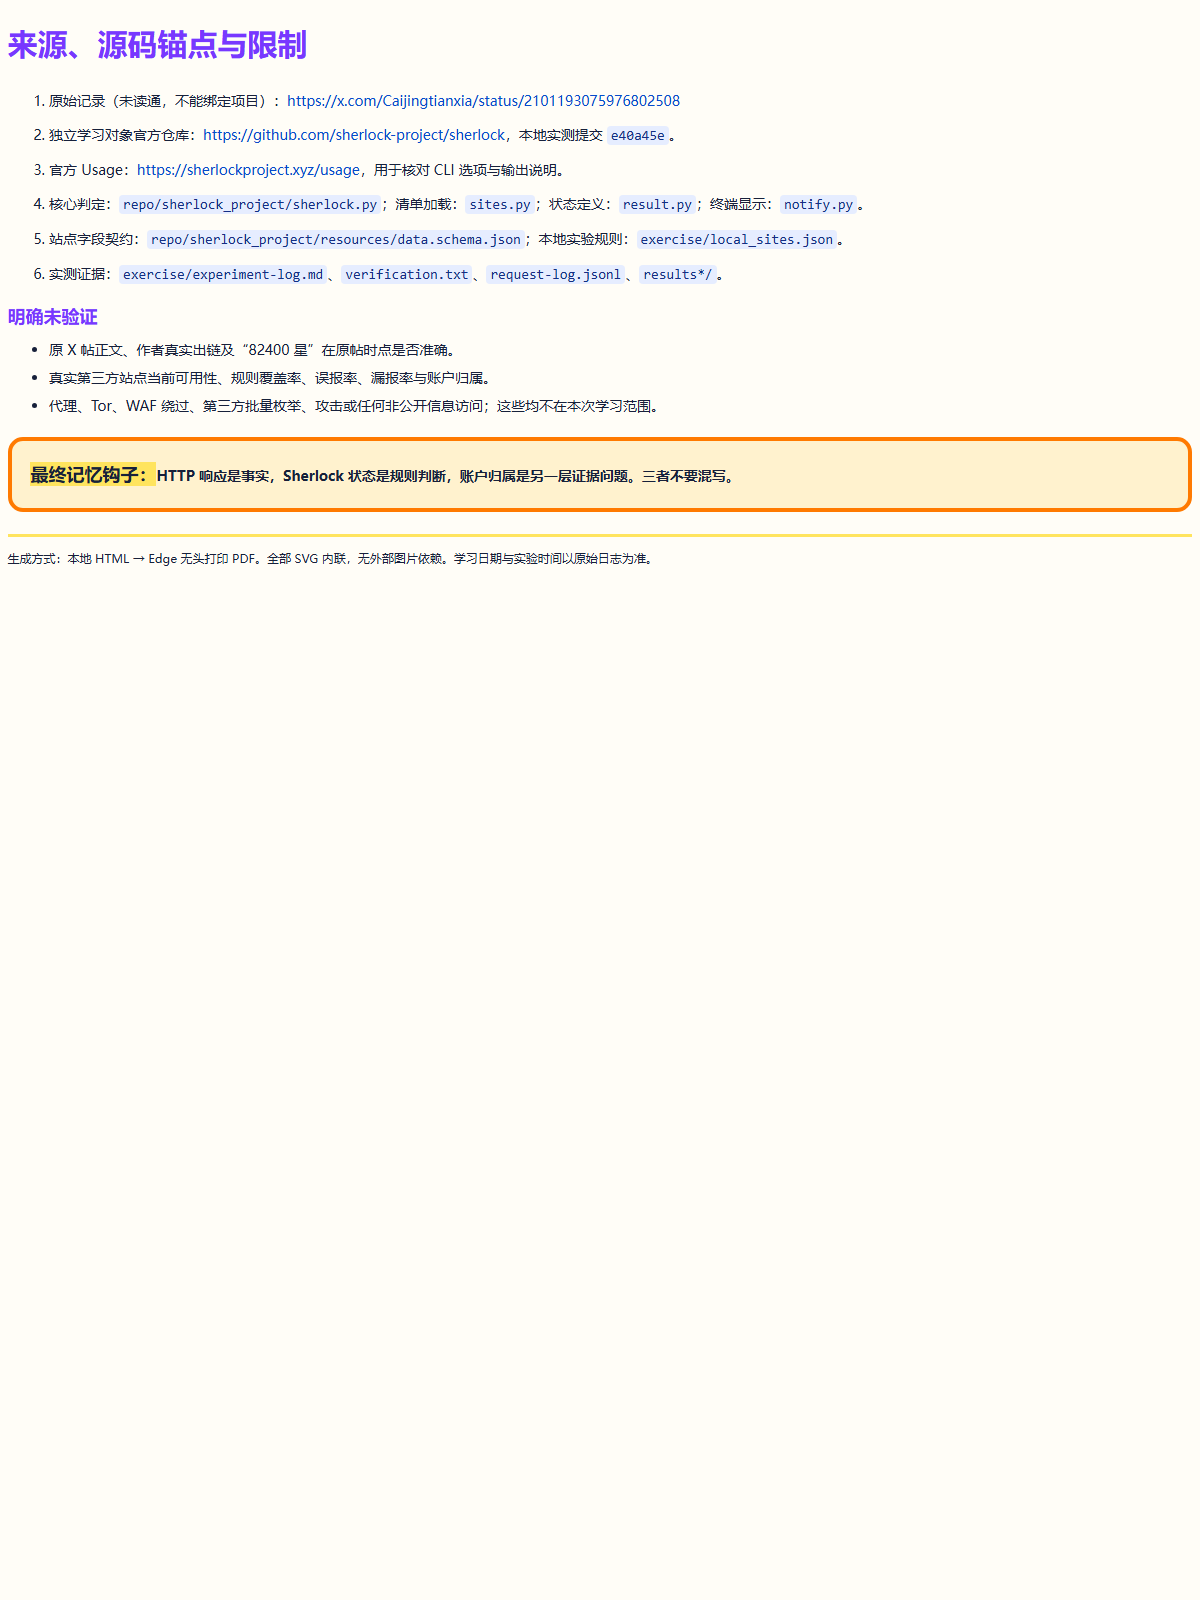 来源、源码锚点与限制
1. 原始记录（未读通，不能绑定项目）：https://x.com/Caijingtianxia/status/2101193075976802508
2. 独立学习对象官方仓库：https://github.com/sherlock-project/sherlock，本地实测提交 e40a45e。
3. 官方 Usage：https://sherlockproject.xyz/usage，用于核对 CLI 选项与输出说明。
4. 核心判定：repo/sherlock_project/sherlock.py；清单加载：sites.py；状态定义：result.py；终端显示：notify.py。
5. 站点字段契约：repo/sherlock_project/resources/data.schema.json；本地实验规则：exercise/local_sites.json。
6. 实测证据：exercise/experiment-log.md、verification.txt、request-log.jsonl、results*/。
明确未验证
• 原 X 帖正文、作者真实出链及“82400 星”在原帖时点是否准确。
• 真实第三方站点当前可用性、规则覆盖率、误报率、漏报率与账户归属。
• 代理、Tor、WAF 绕过、第三方批量枚举、攻击或任何非公开信息访问；这些均不在本次学习范围。
最终记忆钩子：HTTP 响应是事实，Sherlock 状态是规则判断，账户归属是另一层证据问题。三者不要混写。
生成方式：本地 HTML → Edge 无头打印 PDF。全部 SVG 内联，无外部图片依赖。学习日期与实验时间以原始日志为准。